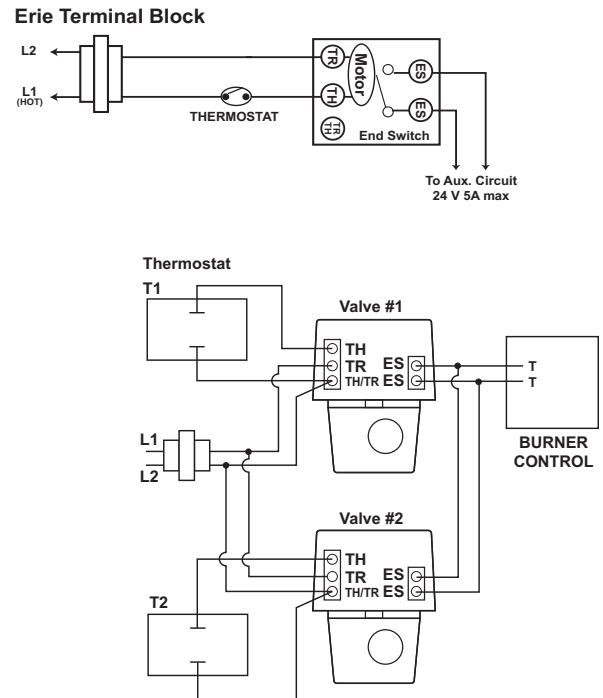 Erie Terminal Block
L2
L1
(HOT)
THERMOSTAT
TR
TH
TR
TH
Motor
ES
ES
End Switch
To Aux. Circuit
24 V 5A max
Thermostat
T1
Valve #1
TH
TR ES
TH/TR ES
T
T
BURNER
CONTROL
L1
L2
Valve #2
TH
TR ES
TH/TR ES
T2